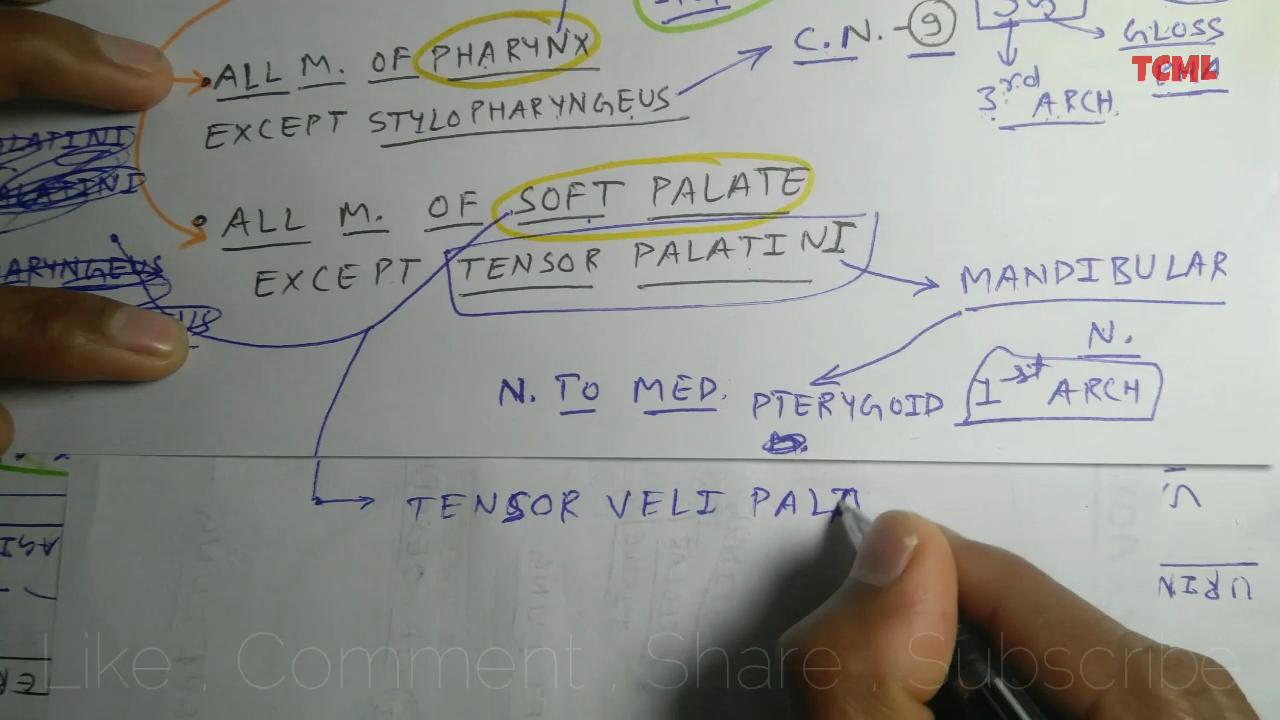 ALL M. OF PHARYNX
EXCEPT STYLOPHARYNGEUS
C.N.-9
3rd ARCH.
GLOSS
TCML
ALL M. OF SOFT PALATE
EXCEPT TENSOR PALATINI
MANDIBULAR
N.
N. TO MED. PTERYGOID
1st ARCH
TENSOR VELI PALA
Like , Comment , Share , Subscribe
URIN